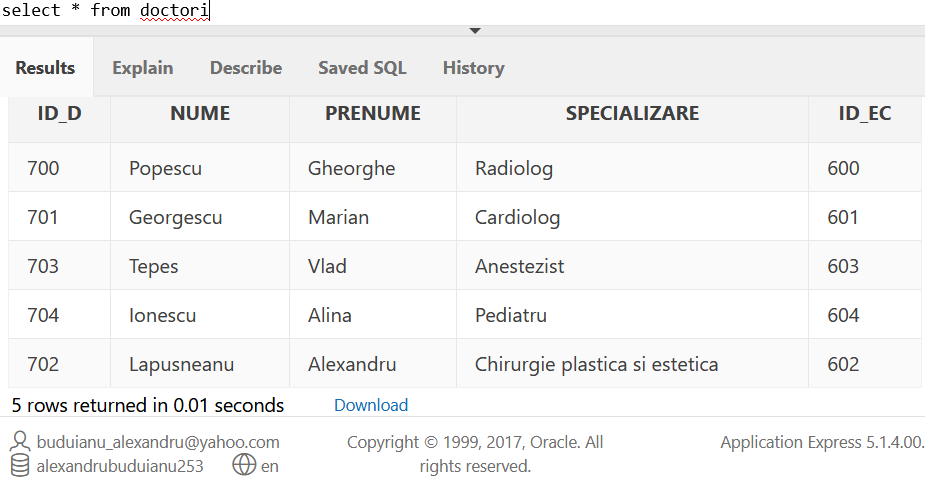 select * from doctori
Results Explain Describe Saved SQL History
ID_D NUME PRENUME SPECIALIZARE ID_EC
700 Popescu Gheorghe Radiolog 600
701 Georgescu Marian Cardiolog 601
703 Tepes Vlad Anestezist 603
704 Ionescu Alina Pediatru 604
702 Lapusneanu Alexandru Chirurgie plastica si estetica 602
5 rows returned in 0.01 seconds Download
buduianu_alexandru@yahoo.com Copyright © 1999, 2017, Oracle. All Application Express 5.1.4.00.
alexandrubuduianu253 en rights reserved.